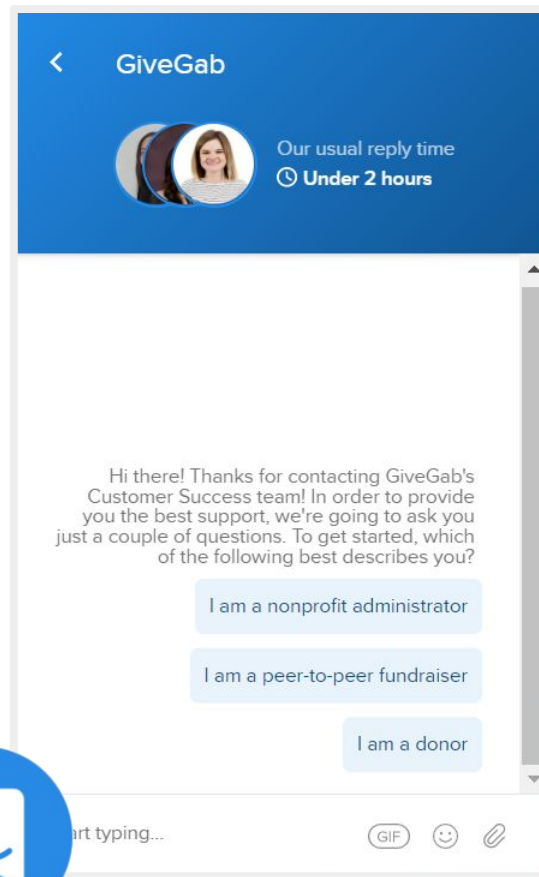 GiveGab
Our usual reply time
Under 2 hours
Hi there! Thanks for contacting GiveGab's
Customer Success team! In order to provide
you the best support, we're going to ask you
just a couple of questions. To get started, which
of the following best describes you?
I am a nonprofit administrator
I am a peer-to-peer fundraiser
I am a donor
typing...
GIF